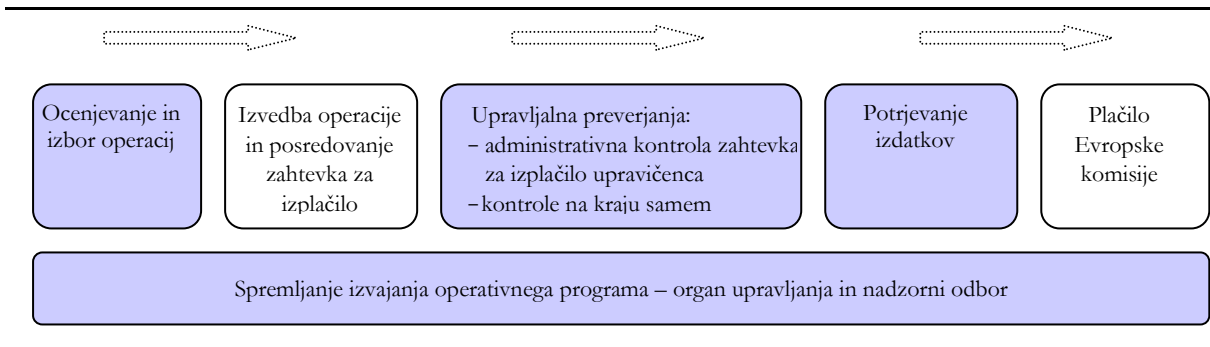 Ocenjevanje in
izbor operacij
Izvedba operacije
in posredovanje
zahtevka za
izplačilo
Upravljalna preverjanja:
– administrativna kontrola zahtevka
za izplačilo upravičenca
– kontrole na kraju samem
Potrjevanje
izdatkov
Plačilo
Evropske
komisije
Spremljanje izvajanja operativnega programa – organ upravljanja in nadzorni odbor